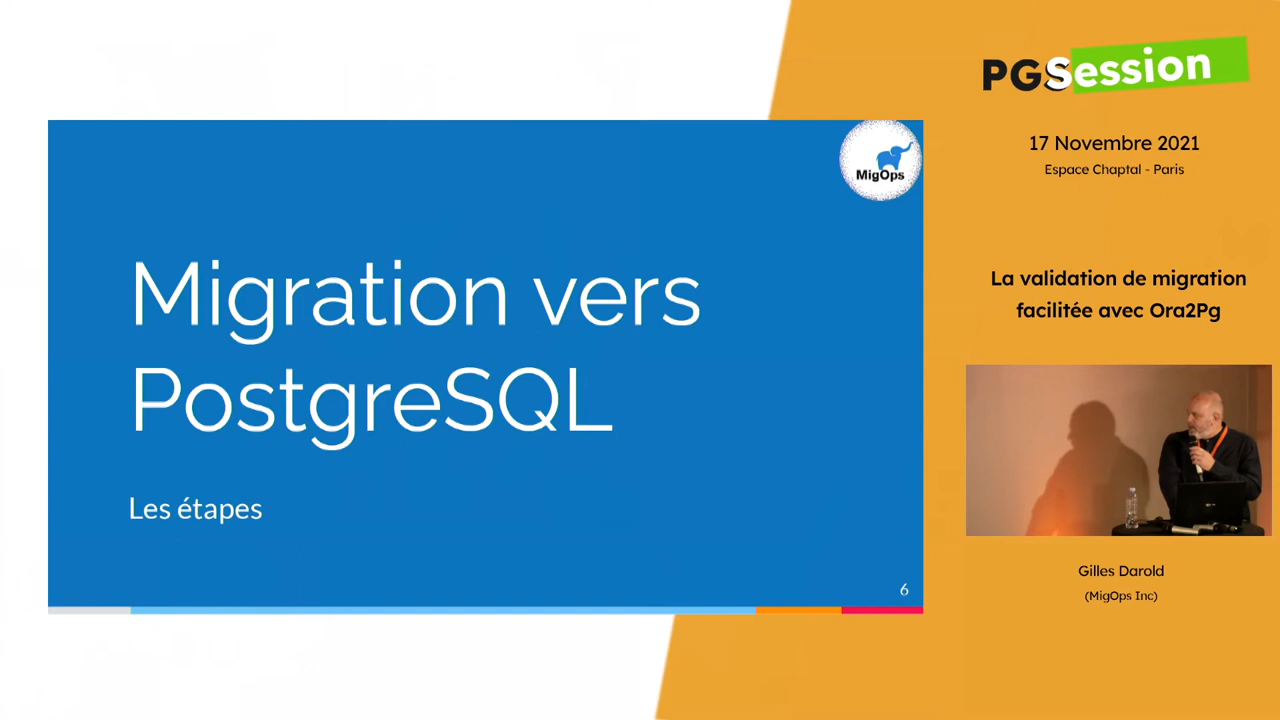 MigOps
Migration vers
PostgreSQL
Les étapes
6
PGSession
17 Novembre 2021
Espace Chaptal - Paris
La validation de migration
facilitée avec Ora2Pg
Gilles Darold
(MigOps Inc)